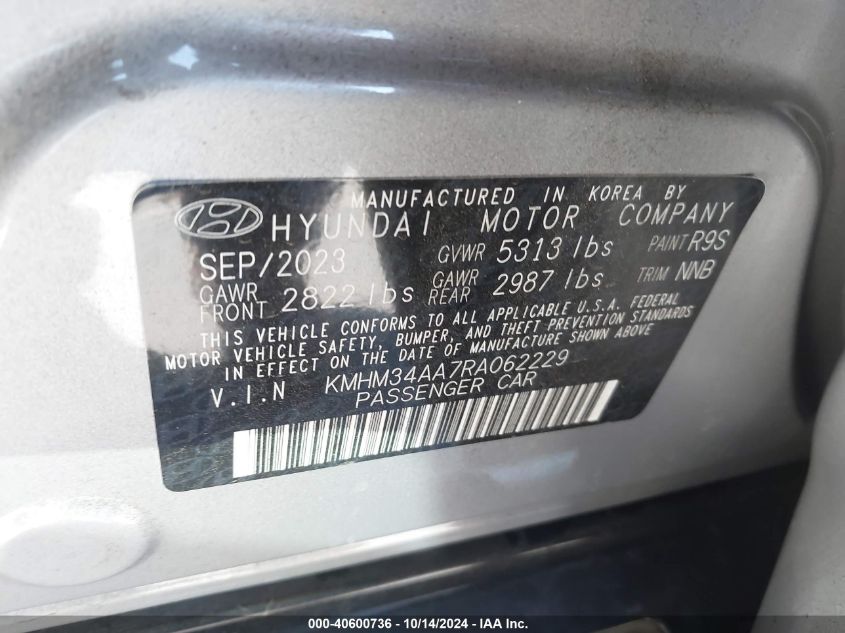 MANUFACTURED IN KOREA BY
HYUNDAI MOTOR COMPANY
SEP/2023 GVWR 5313 lbs PAINT R9S
GAWR FRONT 2822 lbs GAWR REAR 2987 lbs TRIM NNB
THIS VEHICLE CONFORMS TO ALL APPLICABLE U.S.A. FEDERAL
MOTOR VEHICLE SAFETY, BUMPER, AND THEFT PREVENTION STANDARDS
IN EFFECT ON THE DATE OF MANUFACTURE SHOWN ABOVE
V.I.N KMHM34AA7RA062229
PASSENGER CAR
000-40600736 - 10/14/2024 - IAA Inc.